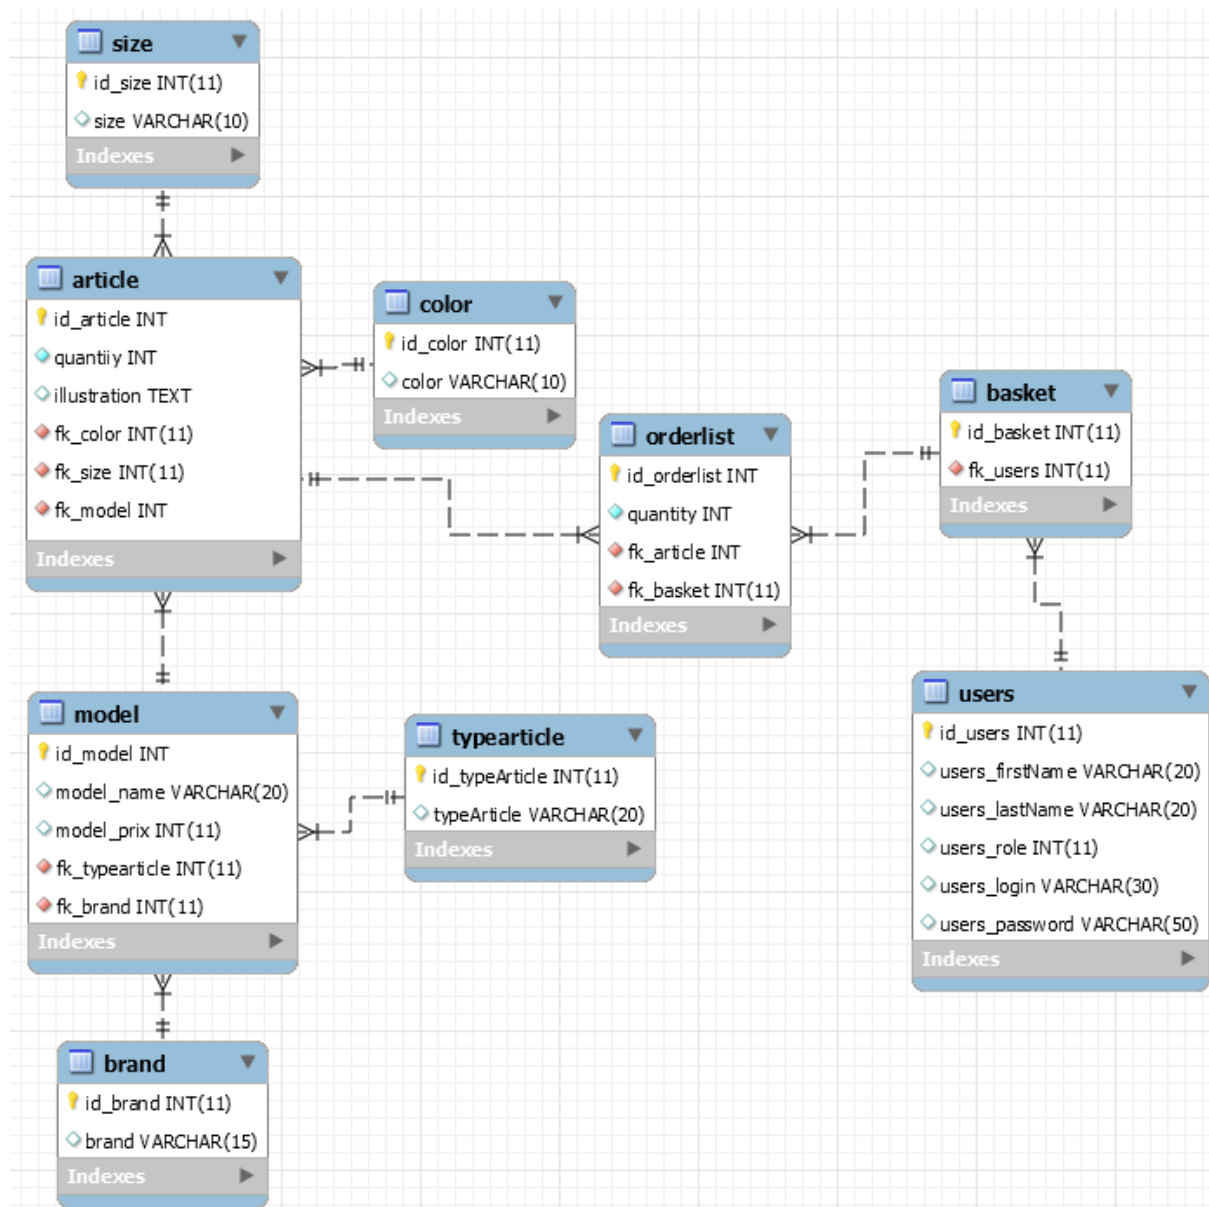 size
id_size INT(11)
size VARCHAR(10)
Indexes
article
id_article INT
quantiiy INT
illustration TEXT
fk_color INT(11)
fk_size INT(11)
fk_model INT
Indexes
color
id_color INT(11)
color VARCHAR(10)
Indexes
orderlist
id_orderlist INT
quantity INT
fk_article INT
fk_basket INT(11)
Indexes
basket
id_basket INT(11)
fk_users INT(11)
Indexes
users
id_users INT(11)
users_firstName VARCHAR(20)
users_lastName VARCHAR(20)
users_role INT(11)
users_login VARCHAR(30)
users_password VARCHAR(50)
Indexes
model
id_model INT
model_name VARCHAR(20)
model_prix INT(11)
fk_typearticle INT(11)
fk_brand INT(11)
Indexes
typearticle
id_typeArticle INT(11)
typeArticle VARCHAR(20)
Indexes
brand
id_brand INT(11)
brand VARCHAR(15)
Indexes